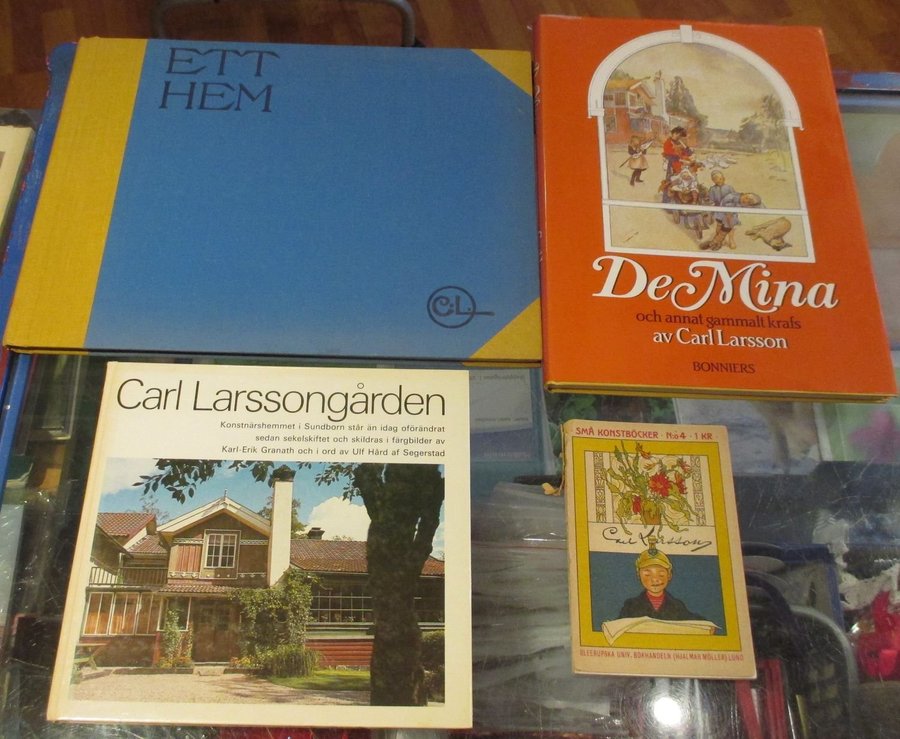 ETT
HEM
C.L.
De Mina
och annat gammalt krafs
av Carl Larsson
BONNIERS
Carl Larssongården
Konstnärshemmet i Sundborn står än idag oförändrat
sedan sekelskiftet och skildras i färgbilder av
Karl-Erik Granath och i ord av Ulf Hård af Segerstad
SMÅ KONSTBÖCKER · N:o 4 · 1 KR
Carl Larsson
GLEERUPSKA UNIV. BOKHANDELN (HJALMAR MÖLLER) LUND